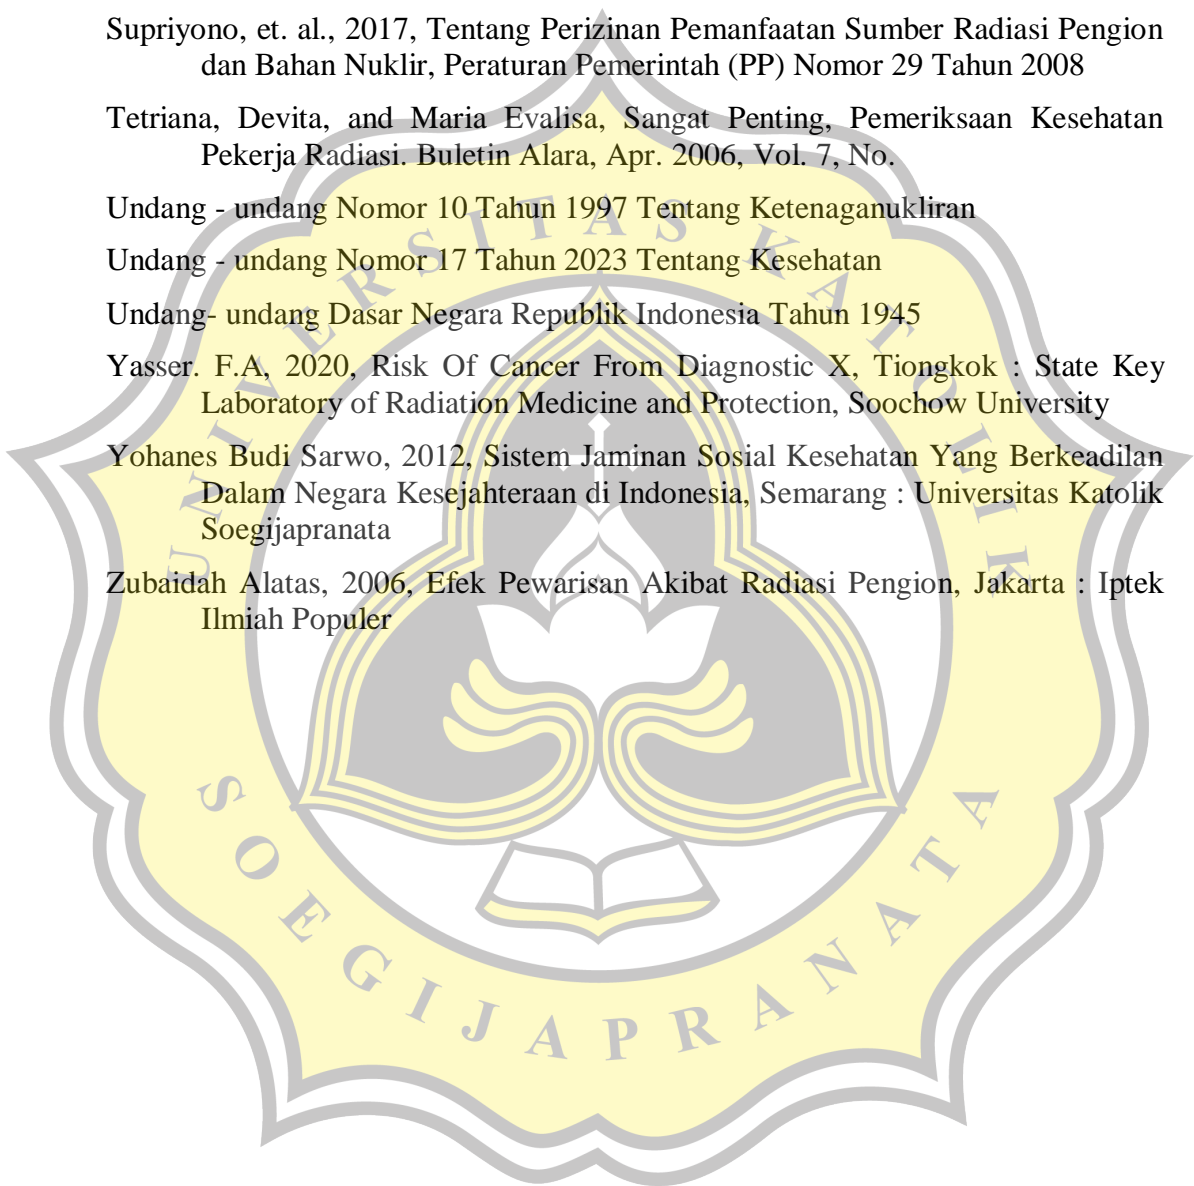 Supriyono, et. al., 2017, Tentang Perizinan Pemanfaatan Sumber Radiasi Pengion
dan Bahan Nuklir, Peraturan Pemerintah (PP) Nomor 29 Tahun 2008
Tetriana, Devita, and Maria Evalisa, Sangat Penting, Pemeriksaan Kesehatan
Pekerja Radiasi. Buletin Alara, Apr. 2006, Vol. 7, No.
Undang - undang Nomor 10 Tahun 1997 Tentang Ketenaganukliran
Undang - undang Nomor 17 Tahun 2023 Tentang Kesehatan
Undang- undang Dasar Negara Republik Indonesia Tahun 1945
Yasser. F.A, 2020, Risk Of Cancer From Diagnostic X, Tiongkok : State Key
Laboratory of Radiation Medicine and Protection, Soochow University
Yohanes Budi Sarwo, 2012, Sistem Jaminan Sosial Kesehatan Yang Berkeadilan
Dalam Negara Kesejahteraan di Indonesia, Semarang : Universitas Katolik
Soegijapranata
Zubaidah Alatas, 2006, Efek Pewarisan Akibat Radiasi Pengion, Jakarta : Iptek
Ilmiah Populer
UNIVERSITAS KATOLIK
SOEGIJAPRANATA